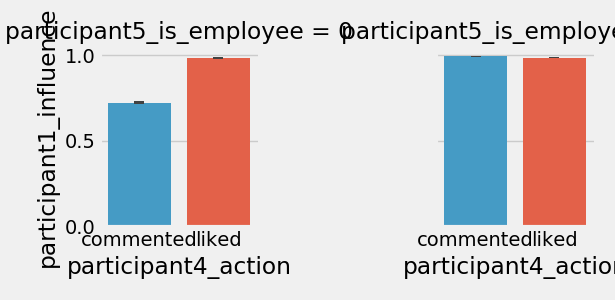 participant5_is_employee = 0
participant5_is_employe
participant1_influence
1.0
0.5
0.0
commented liked
commented liked
participant4_action
participant4_action